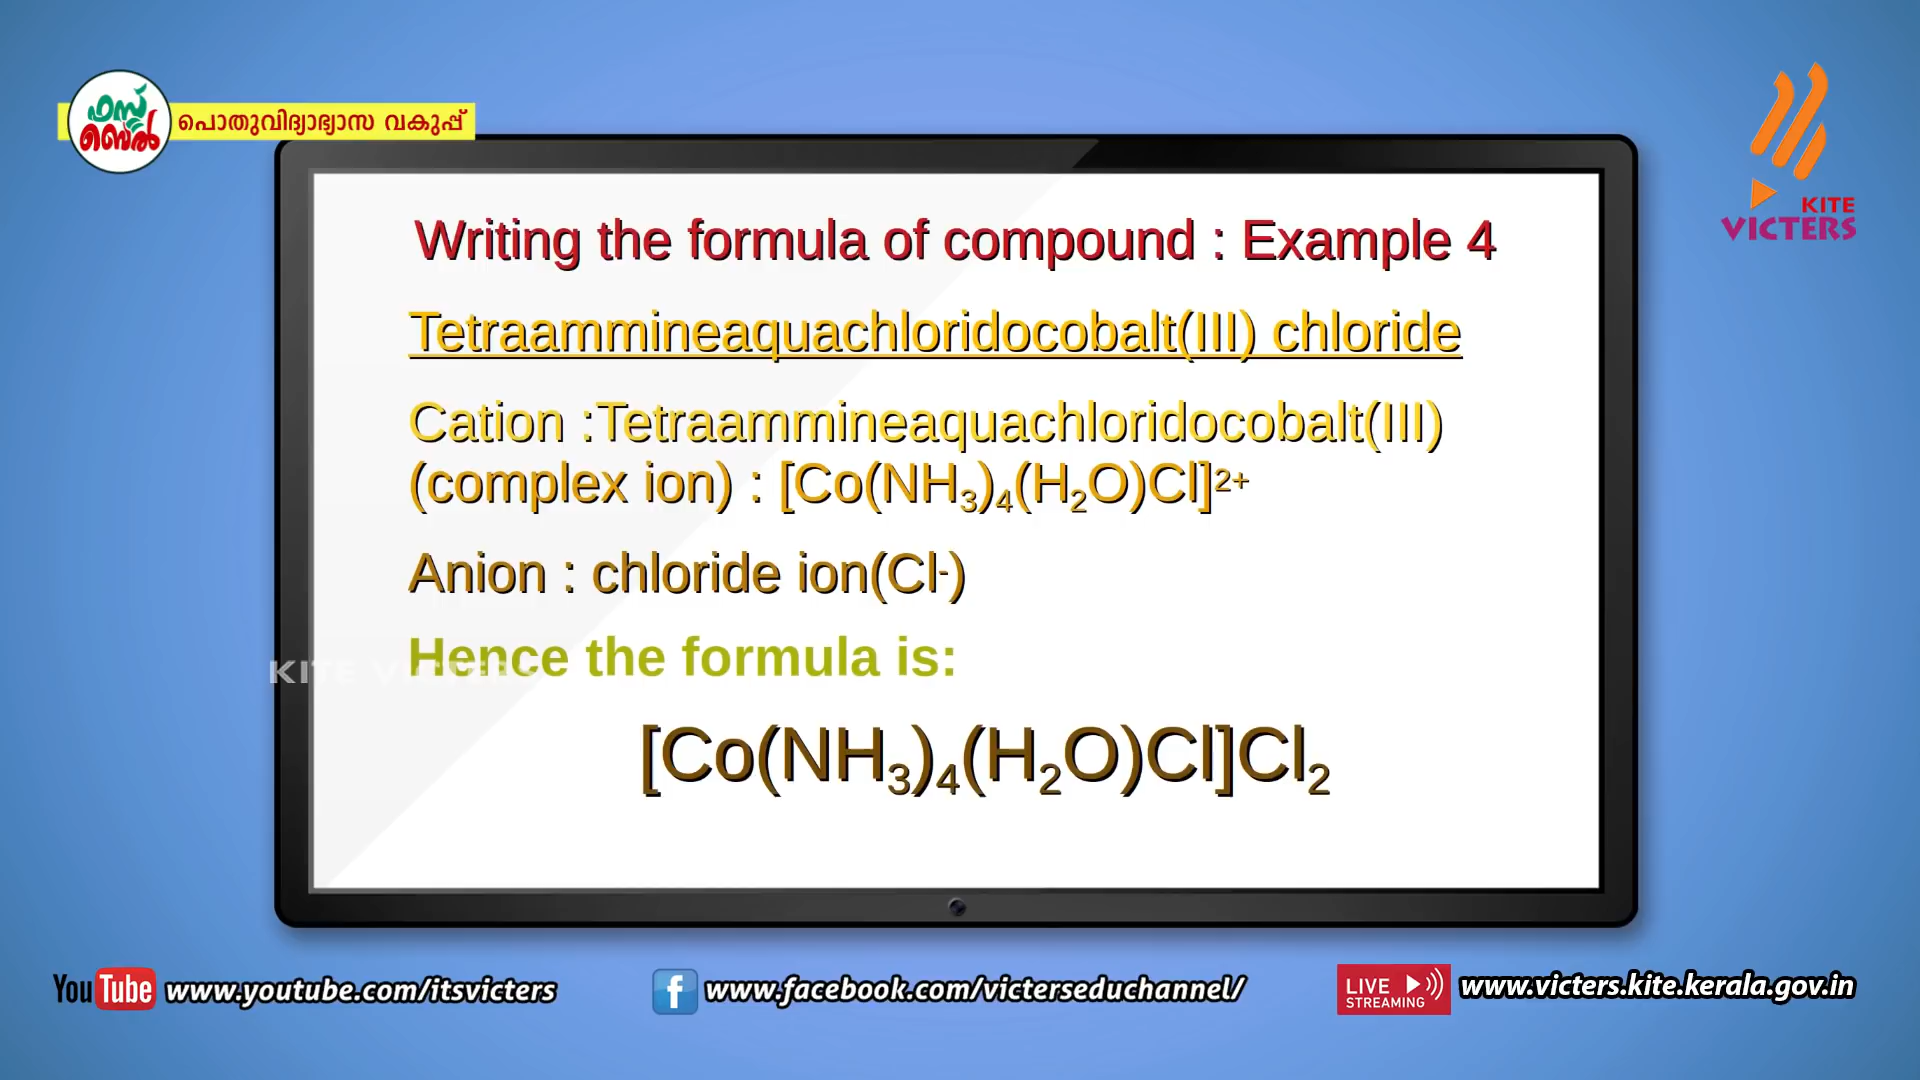 ഫസ്റ്റ്
ബെൽ
പൊതുവിദ്യാഭ്യാസ വകുപ്പ്
KITE
VICTERS
Writing the formula of compound : Example 4
Tetraammineaquachloridocobalt(III) chloride
Cation :Tetraammineaquachloridocobalt(III)
(complex ion) : [Co(NH₃)₄(H₂O)Cl]²⁺
Anion : chloride ion(Cl⁻)
Hence the formula is:
KITE VICTERS
[Co(NH₃)₄(H₂O)Cl]Cl₂
YouTube www.youtube.com/itsvicters
f www.facebook.com/victerseduchannel/
LIVE STREAMING www.victers.kite.kerala.gov.in